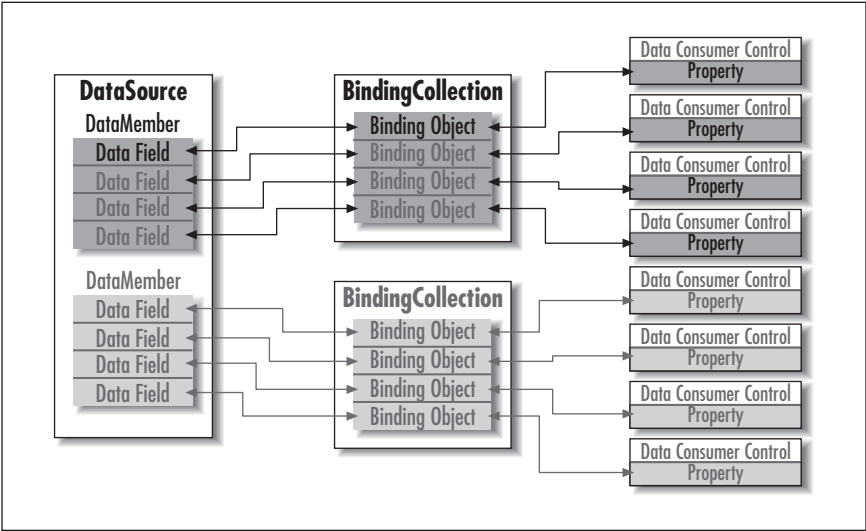 DataSource
DataMember
Data Field
Data Field
Data Field
Data Field
DataMember
Data Field
Data Field
Data Field
Data Field
BindingCollection
Binding Object
Binding Object
Binding Object
Binding Object
BindingCollection
Binding Object
Binding Object
Binding Object
Binding Object
Data Consumer Control
Property
Data Consumer Control
Property
Data Consumer Control
Property
Data Consumer Control
Property
Data Consumer Control
Property
Data Consumer Control
Property
Data Consumer Control
Property
Data Consumer Control
Property